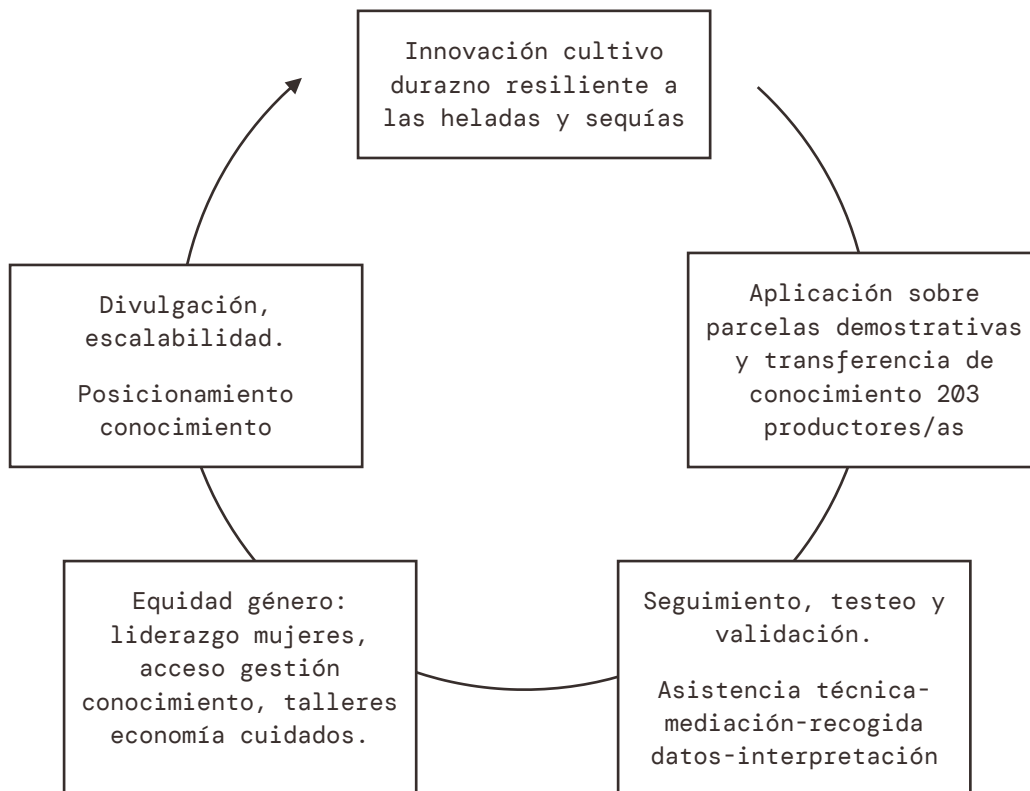 Innovación cultivo
durazno resiliente a
las heladas y sequías
Aplicación sobre
parcelas demostrativas
y transferencia de
conocimiento 203
productores/as
Seguimiento, testeo y
validación.
Asistencia técnica-
mediación-recogida
datos-interpretación
Equidad género:
liderazgo mujeres,
acceso gestión
conocimiento, talleres
economía cuidados.
Divulgación,
escalabilidad.
Posicionamiento
conocimiento